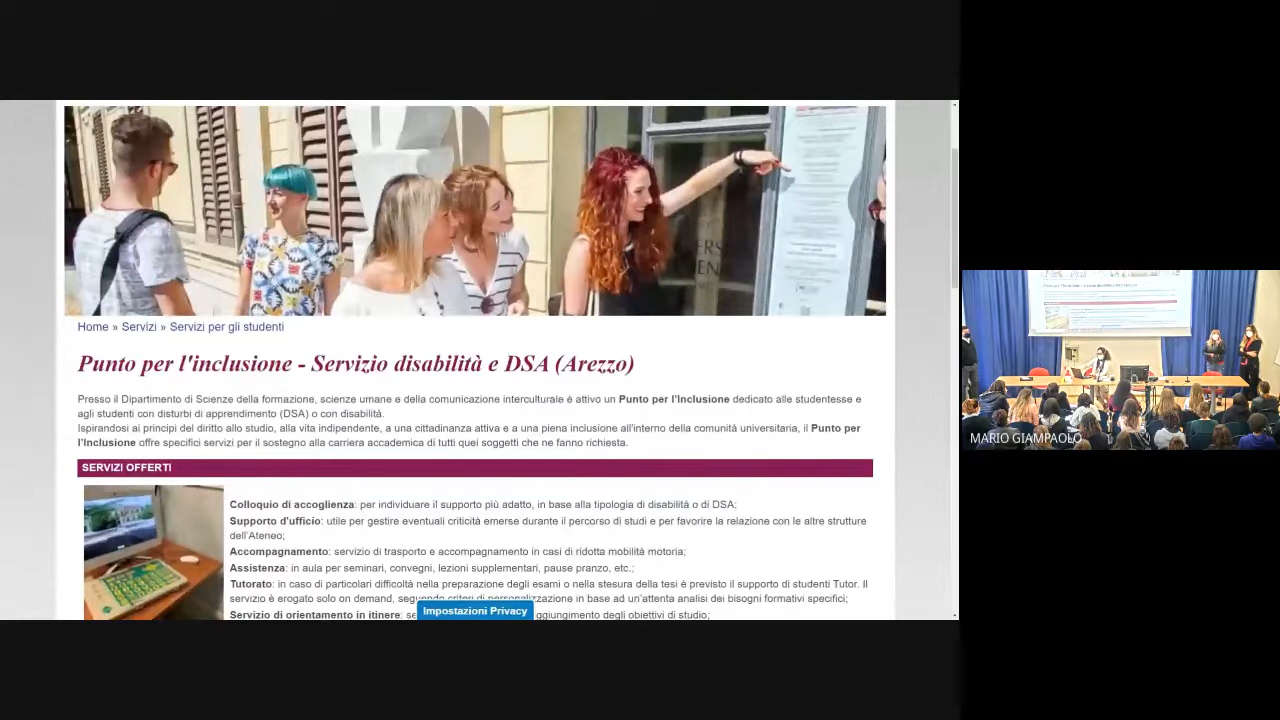 Home » Servizi » Servizi per gli studenti
Punto per l'inclusione - Servizio disabilità e DSA (Arezzo)
Presso il Dipartimento di Scienze della formazione, scienze umane e della comunicazione interculturale è attivo un Punto per l'Inclusione dedicato alle studentesse e
agli studenti con disturbi di apprendimento (DSA) o con disabilità.
Ispirandosi ai principi del diritto allo studio, alla vita indipendente, a una cittadinanza attiva e a una piena inclusione all'interno della comunità universitaria, il Punto per
l'Inclusione offre specifici servizi per il sostegno alla carriera accademica di tutti quei soggetti che ne fanno richiesta.
SERVIZI OFFERTI
Colloquio di accoglienza: per individuare il supporto più adatto, in base alla tipologia di disabilità o di DSA;
Supporto d'ufficio: utile per gestire eventuali criticità emerse durante il percorso di studi e per favorire la relazione con le altre strutture
dell'Ateneo;
Accompagnamento: servizio di trasporto e accompagnamento in casi di ridotta mobilità motoria;
Assistenza: in aula per seminari, convegni, lezioni supplementari, pause pranzo, etc.;
Tutorato: in caso di particolari difficoltà nella preparazione degli esami o nella stesura della tesi è previsto il supporto di studenti Tutor. Il
servizio è erogato solo on demand, seguendo criteri di personalizzazione in base ad un'attenta analisi dei bisogni formativi specifici;
Servizio di orientamento in itinere: se
ggiungimento degli obiettivi di studio;
Impostazioni Privacy
MARIO GIAMPAOLO